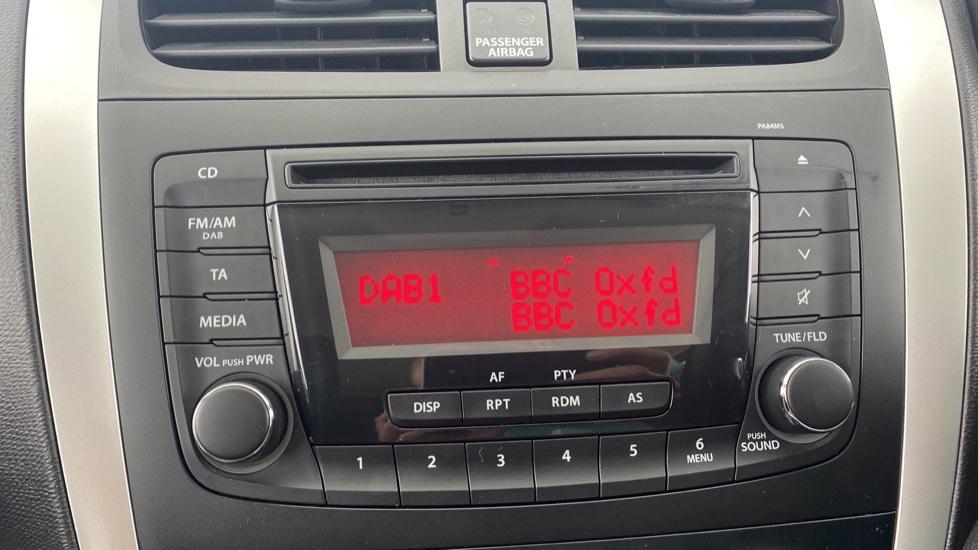 PASSENGER
AIRBAG
PA84M5
CD
FM/AM
DAB
TA
MEDIA
VOL PUSH PWR
DAB1 BBC Oxfd
BBC Oxfd
TUNE/FLD
AF PTY
DISP RPT RDM AS
1 2 3 4 5 6
MENU
PUSH
SOUND